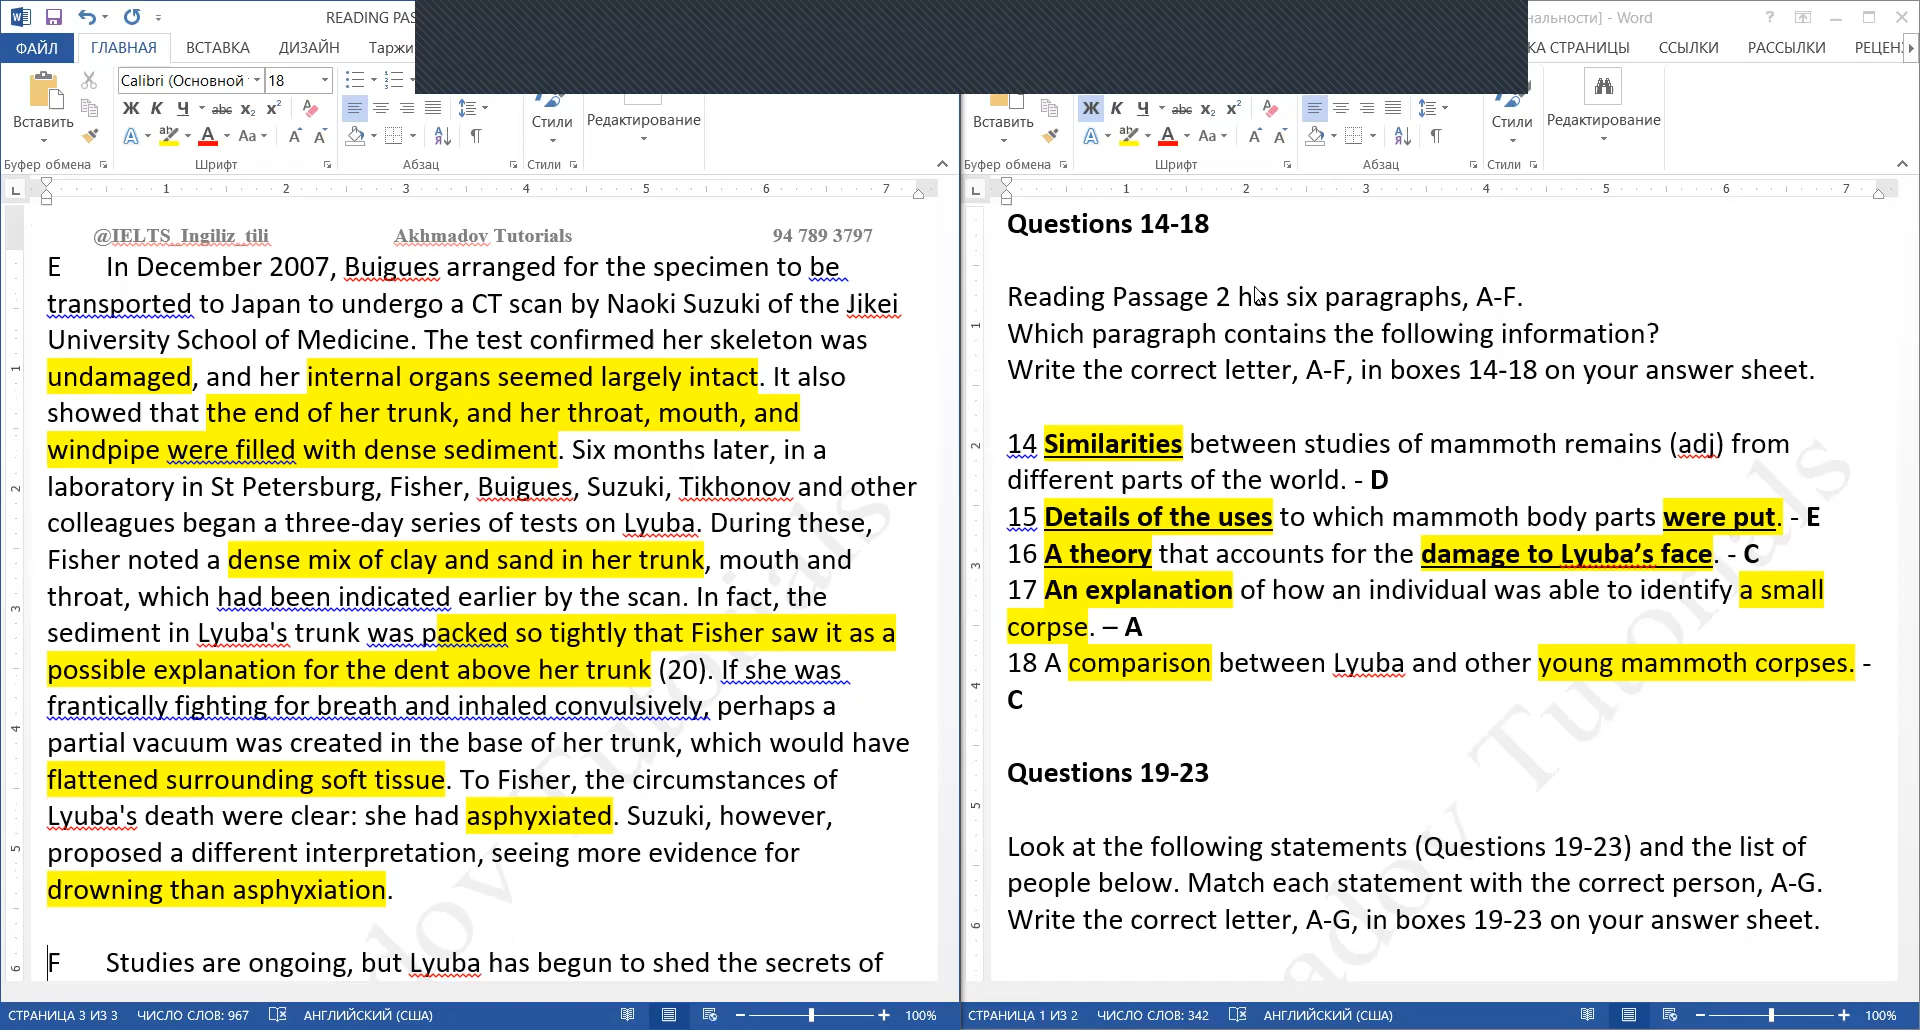 READING PAS
нальности] - Word
ФАЙЛ ГЛАВНАЯ ВСТАВКА ДИЗАЙН Таржи
КА СТРАНИЦЫ ССЫЛКИ РАССЫЛКИ РЕЦЕН
Calibri (Основной 18
Вставить
Стили Редактирование
Буфер обмена Шрифт Абзац Стили
Вставить
Стили Редактирование
Буфер обмена Шрифт Абзац Стили
@IELTS_Ingiliz_tili Akhmadov Tutorials 94 789 3797
E In December 2007, Buigues arranged for the specimen to be
transported to Japan to undergo a CT scan by Naoki Suzuki of the Jikei
University School of Medicine. The test confirmed her skeleton was
undamaged, and her internal organs seemed largely intact. It also
showed that the end of her trunk, and her throat, mouth, and
windpipe were filled with dense sediment. Six months later, in a
laboratory in St Petersburg, Fisher, Buigues, Suzuki, Tikhonov and other
colleagues began a three-day series of tests on Lyuba. During these,
Fisher noted a dense mix of clay and sand in her trunk, mouth and
throat, which had been indicated earlier by the scan. In fact, the
sediment in Lyuba's trunk was packed so tightly that Fisher saw it as a
possible explanation for the dent above her trunk (20). If she was
frantically fighting for breath and inhaled convulsively, perhaps a
partial vacuum was created in the base of her trunk, which would have
flattened surrounding soft tissue. To Fisher, the circumstances of
Lyuba's death were clear: she had asphyxiated. Suzuki, however,
proposed a different interpretation, seeing more evidence for
drowning than asphyxiation.
F Studies are ongoing, but Lyuba has begun to shed the secrets of
Questions 14-18
Reading Passage 2 has six paragraphs, A-F.
Which paragraph contains the following information?
Write the correct letter, A-F, in boxes 14-18 on your answer sheet.
14 Similarities between studies of mammoth remains (adj) from
different parts of the world. - D
15 Details of the uses to which mammoth body parts were put. - E
16 A theory that accounts for the damage to Lyuba’s face. - C
17 An explanation of how an individual was able to identify a small
corpse. – A
18 A comparison between Lyuba and other young mammoth corpses. -
C
Questions 19-23
Look at the following statements (Questions 19-23) and the list of
people below. Match each statement with the correct person, A-G.
Write the correct letter, A-G, in boxes 19-23 on your answer sheet.
СТРАНИЦА 3 ИЗ 3 ЧИСЛО СЛОВ: 967 АНГЛИЙСКИЙ (США) 100%
СТРАНИЦА 1 ИЗ 2 ЧИСЛО СЛОВ: 342 АНГЛИЙСКИЙ (США) 100%